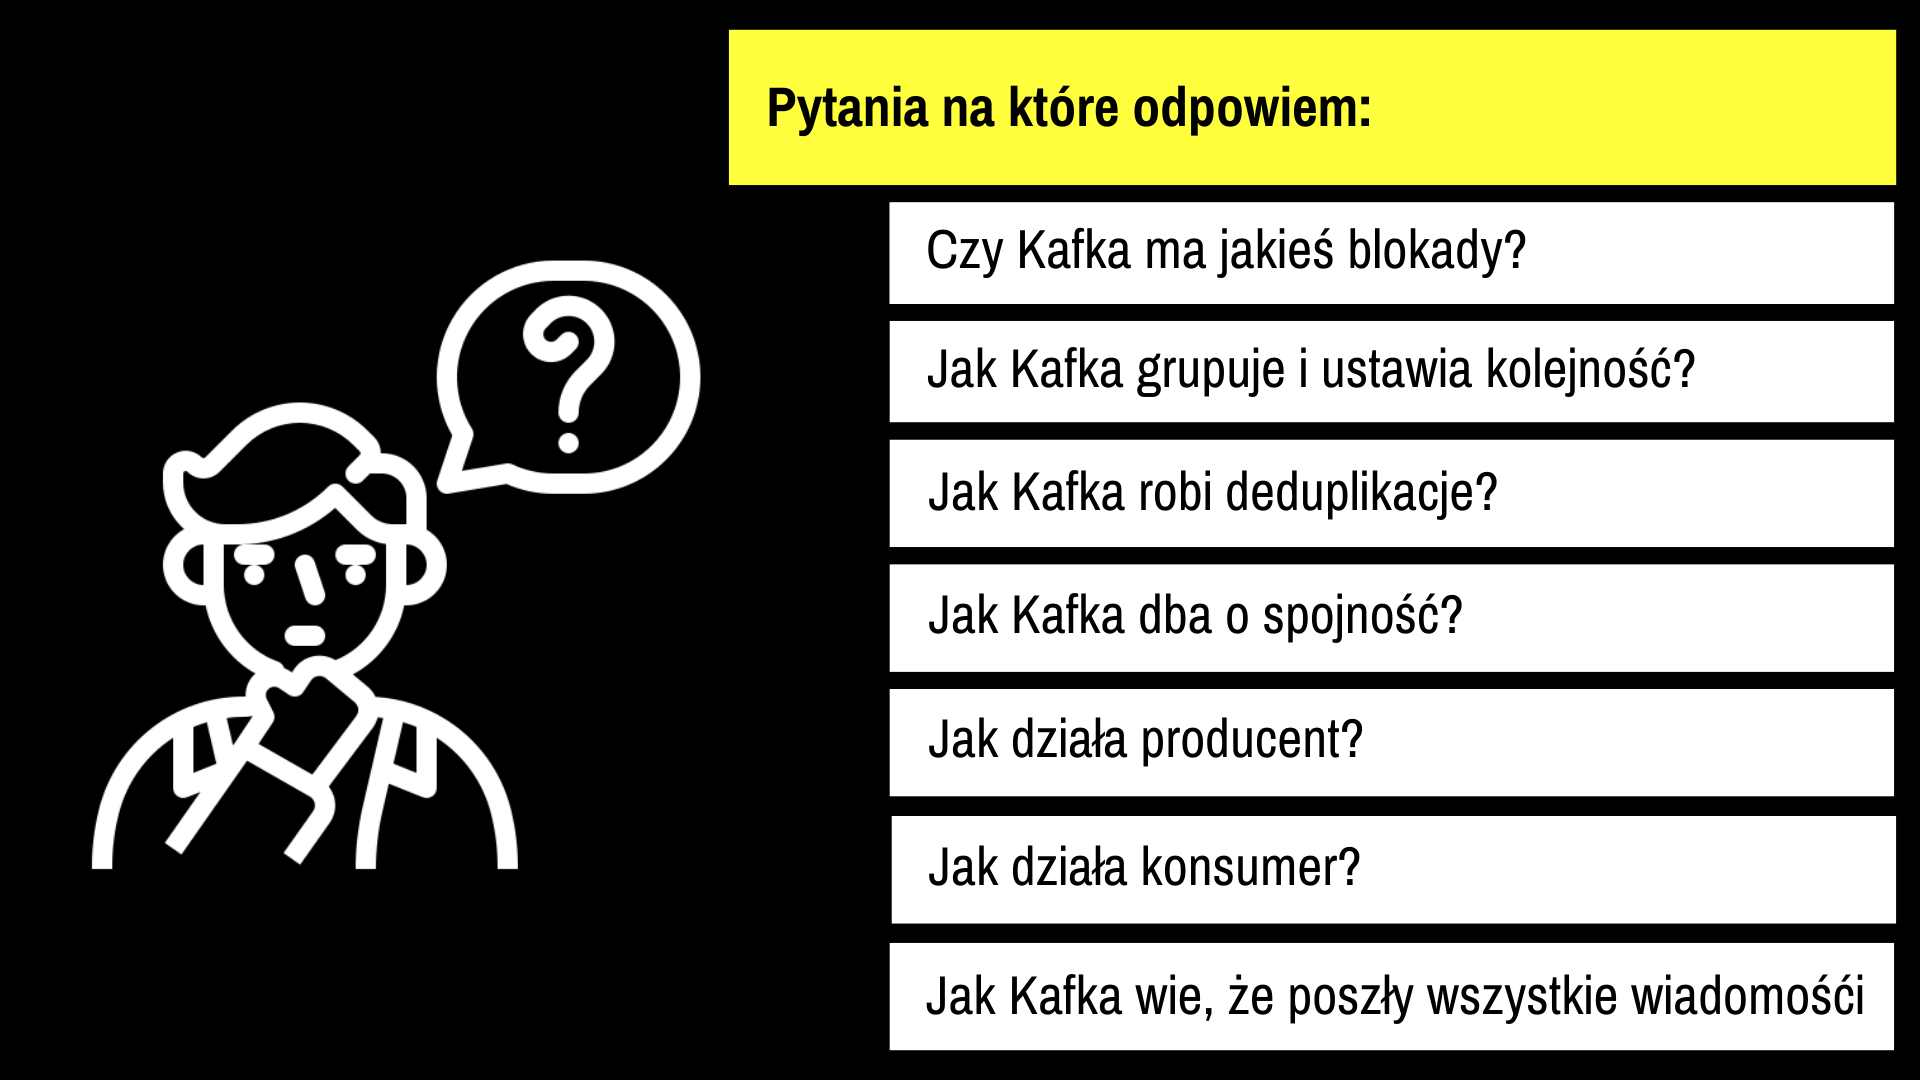 Pytania na które odpowiem:
Czy Kafka ma jakieś blokady?
Jak Kafka grupuje i ustawia kolejność?
Jak Kafka robi deduplikacje?
Jak Kafka dba o spojność?
Jak działa producent?
Jak działa konsumer?
Jak Kafka wie, że poszły wszystkie wiadomośći
?